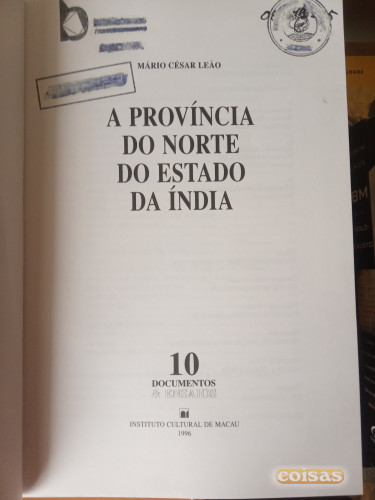 MÁRIO CÉSAR LEÃO
A PROVÍNCIA
DO NORTE
DO ESTADO
DA ÍNDIA
10
DOCUMENTOS
& ENSAIOS
INSTITUTO CULTURAL DE MACAU
1996
coisas